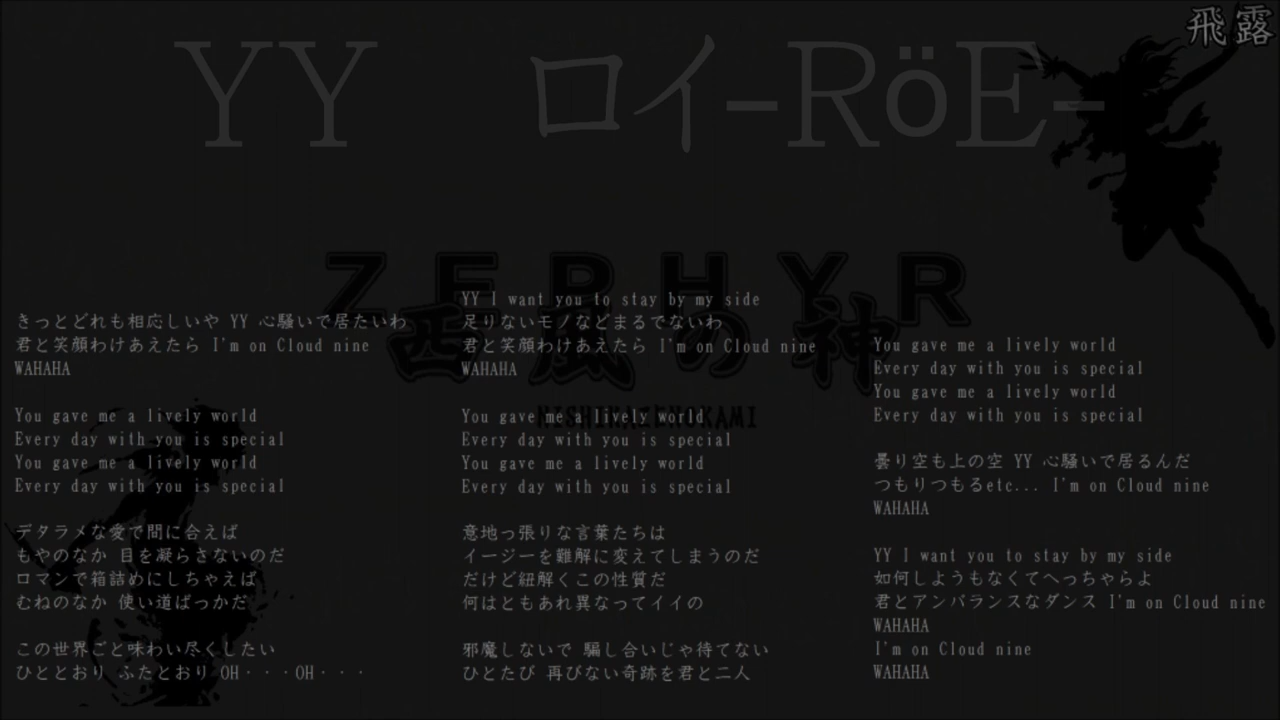 飛露
YY ロイ-RöE-
ZEPHYR
西風の神
NISHIKAZENOKAMI
きっとどれも相応しいや YY 心騒いで居たいわ
君と笑顔わけあえたら I'm on Cloud nine
WAHAHA
You gave me a lively world
Every day with you is special
You gave me a lively world
Every day with you is special
デタラメな愛で間に合えば
もやのなか 目を凝らさないのだ
ロマンで箱詰めにしちゃえば
むねのなか 使い道ばっかだ
この世界ごと味わい尽くしたい
ひととおり ふたとおり OH・・・OH・・・
YY I want you to stay by my side
足りないモノなどまるでないわ
君と笑顔わけあえたら I'm on Cloud nine
WAHAHA
You gave me a lively world
Every day with you is special
You gave me a lively world
Every day with you is special
意地っ張りな言葉たちは
イージーを難解に変えてしまうのだ
だけど紐解くこの性質だ
何はともあれ異なってイイの
邪魔しないで 騙し合いじゃ待てない
ひとたび 再びない奇跡を君と二人
You gave me a lively world
Every day with you is special
You gave me a lively world
Every day with you is special
曇り空も上の空 YY 心騒いで居るんだ
つもりつもるetc... I'm on Cloud nine
WAHAHA
YY I want you to stay by my side
如何しようもなくてへっちゃらよ
君とアンバランスなダンス I'm on Cloud nine
WAHAHA
I'm on Cloud nine
WAHAHA